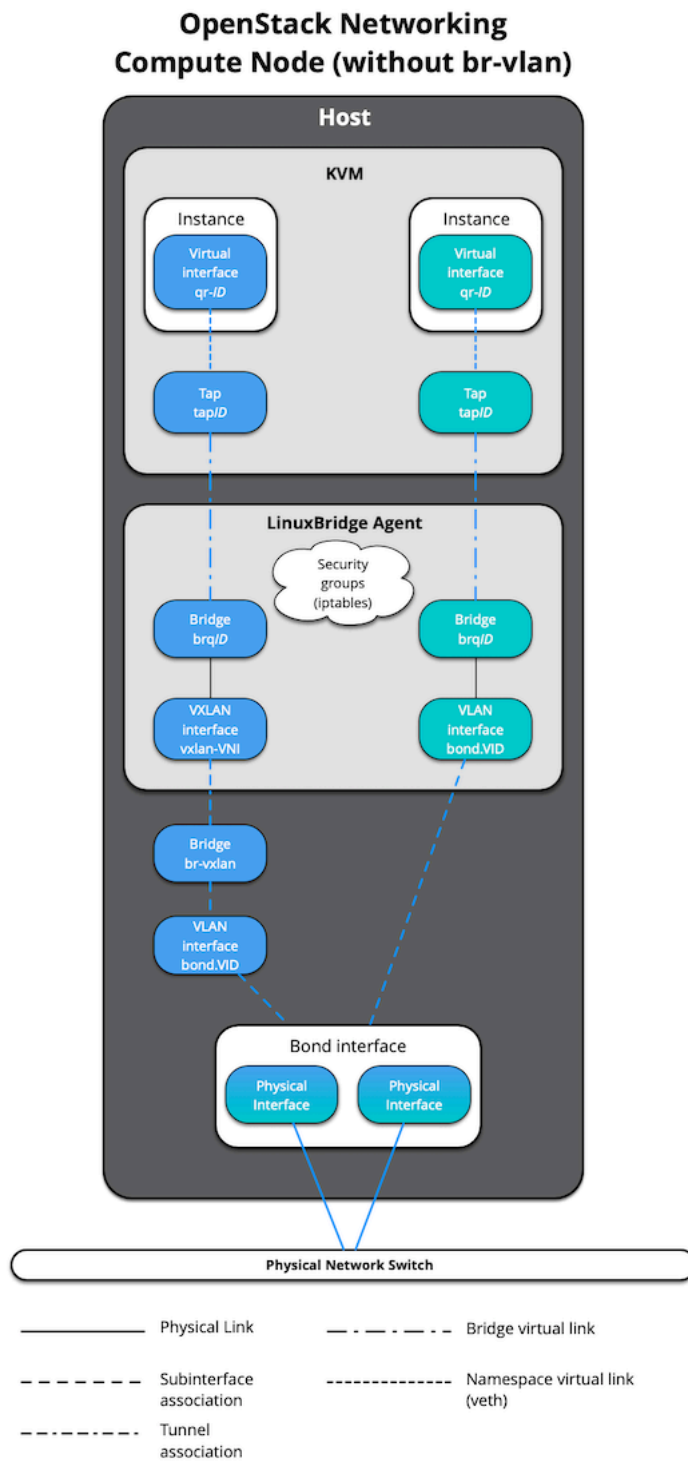 OpenStack Networking
Compute Node (without br-vlan)
Host
KVM
Instance
Virtual
interface
qr-ID
Tap
tapID
Instance
Virtual
interface
qr-ID
Tap
tapID
LinuxBridge Agent
Security
groups
(iptables)
Bridge
brqID
VXLAN
interface
vxlan-VNI
Bridge
brqID
VLAN
interface
bond.VID
Bridge
br-vxlan
VLAN
interface
bond.VID
Bond interface
Physical
Interface
Physical
Interface
Physical Network Switch
Physical Link
Bridge virtual link
Subinterface
association
Namespace virtual link
(veth)
Tunnel
association